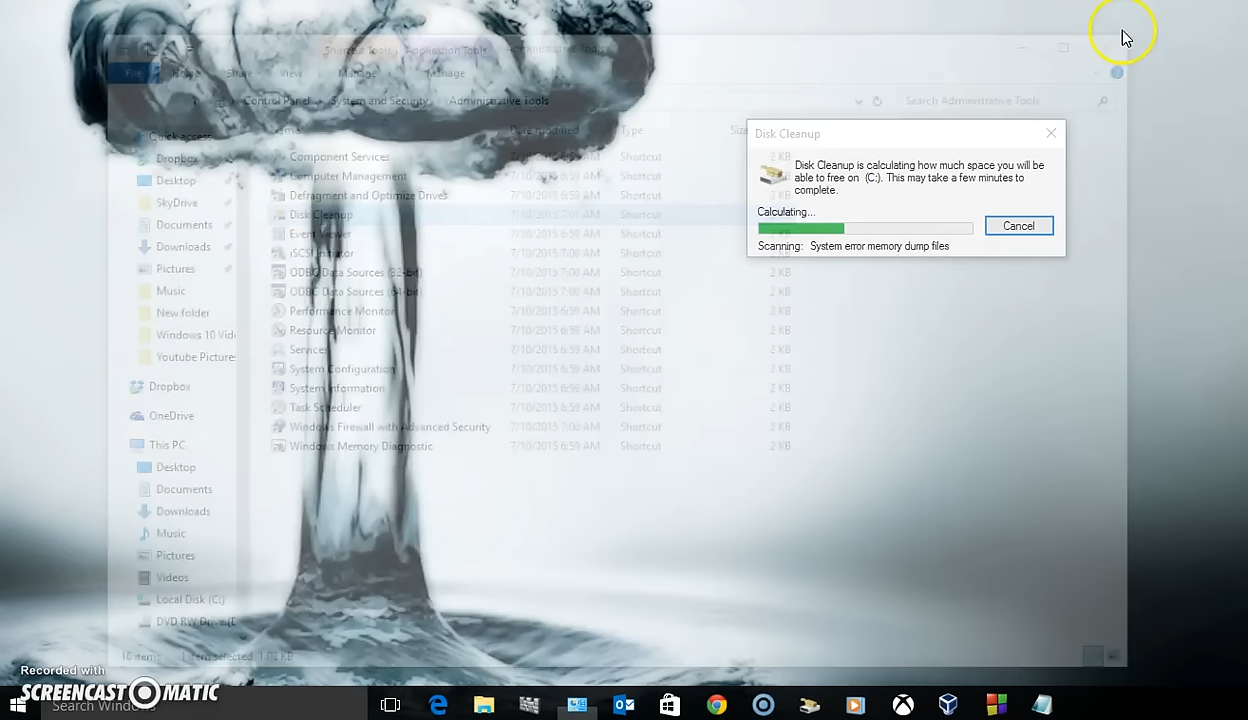 Shortcut Tools Application Tools Administrative Tools
File Home Share View Manage Manage
Control Panel System and Security Administrative Tools Search Administrative Tools
Name Date modified Type Size
Quick access
Dropbox
Desktop
SkyDrive
Documents
Downloads
Pictures
Music
New folder
Windows 10 Vid
Youtube Pictures
Dropbox
OneDrive
This PC
Desktop
Documents
Downloads
Music
Pictures
Videos
Local Disk (C:)
DVD RW Drive (D
Component Services 6:59 AM Shortcut 2 KB
Computer Management 7/10/2015 6:59 AM Shortcut 2 KB
Defragment and Optimize Drives 7/10/2015 6:59 AM Shortcut 2 KB
Disk Cleanup 7/10/2015 Shortcut
Event Viewer 7/10/2015 6:59 AM Shortcut 2 KB
iSCSI Initiator 7/10/2015 7:00 AM Shortcut 2 KB
ODBC Data Sources (32-bit) 7/10/2015 7:00 AM Shortcut 2 KB
ODBC Data Sources (64-bit) 7/10/2015 7:00 AM Shortcut 2 KB
Performance Monitor 7/10/2015 6:59 AM Shortcut 2 KB
Resource Monitor 7/10/2015 6:59 AM Shortcut 2 KB
Services 7/10/2015 6:59 AM Shortcut 2 KB
System Configuration 7/10/2015 6:59 AM Shortcut 2 KB
System Information 7/10/2015 6:59 AM Shortcut 2 KB
Task Scheduler 7/10/2015 6:59 AM Shortcut 2 KB
Windows Firewall with Advanced Security 7/10/2015 7:00 AM Shortcut 2 KB
Windows Memory Diagnostic 7/10/2015 6:59 AM Shortcut 2 KB
Disk Cleanup
Disk Cleanup is calculating how much space you will be
able to free on (C:). This may take a few minutes to
complete.
Calculating...
Cancel
Scanning: System error memory dump files
16 items 1 item selected 1.08 KB
Recorded with
SCREENCAST-O-MATIC
Search Windows